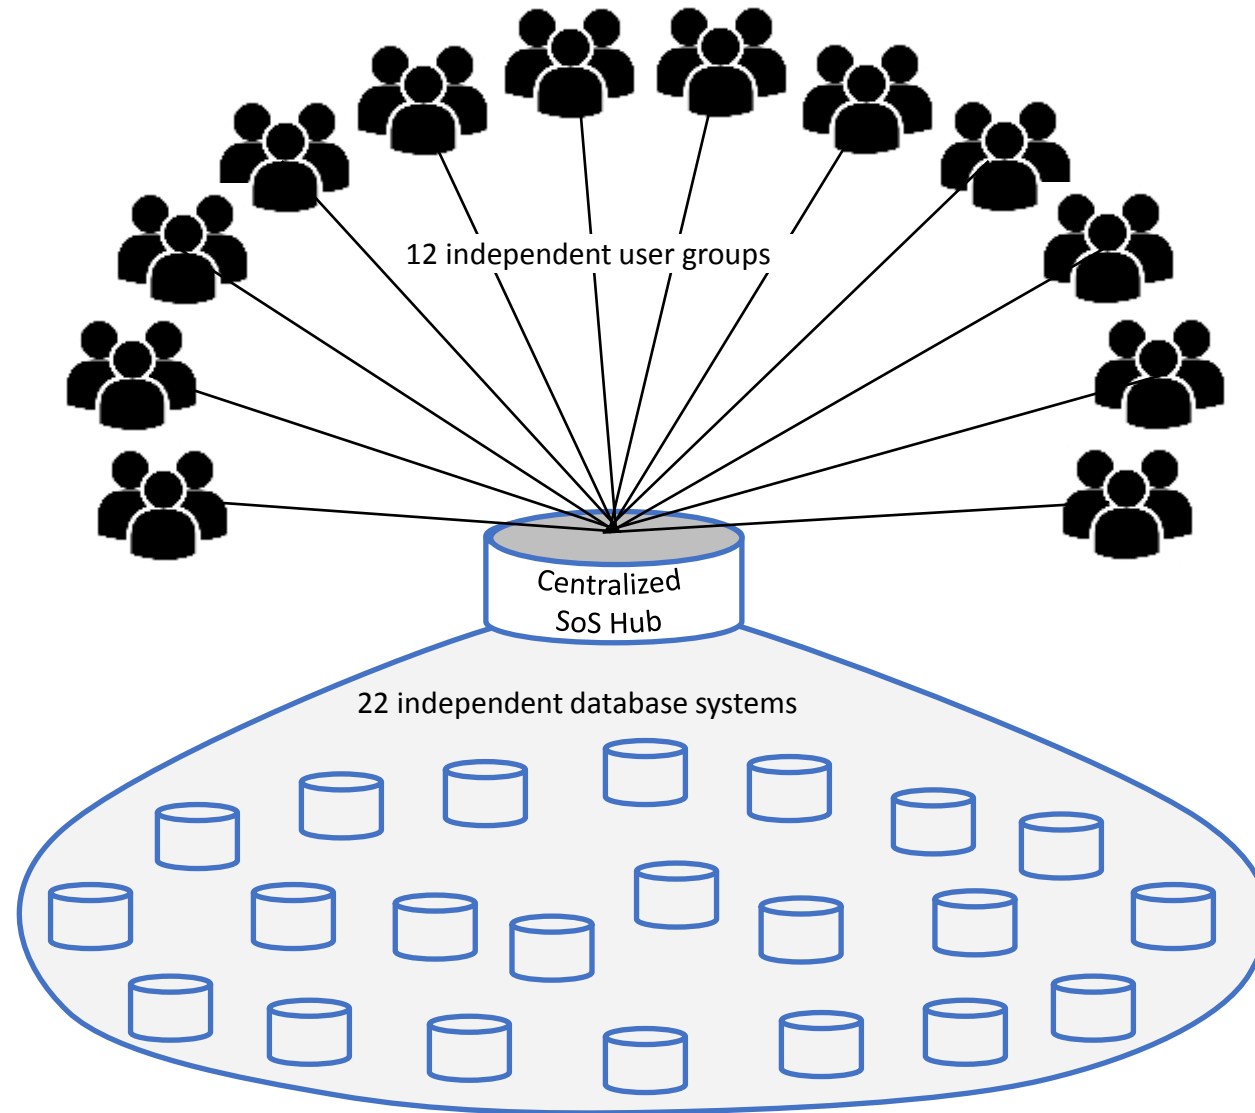 12 independent user groups
Centralized
SoS Hub
22 independent database systems